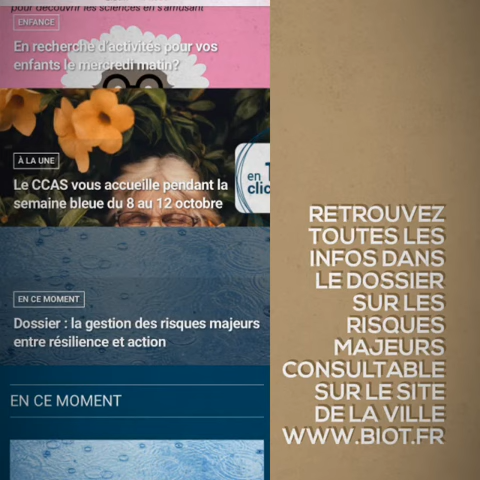 pour découvrir les sciences en s'amusant
ENFANCE
En recherche d'activités pour vos
enfants le mercredi matin?
À LA UNE
Le CCAS vous accueille pendant la
semaine bleue du 8 au 12 octobre
en 1
clic
EN CE MOMENT
Dossier : la gestion des risques majeurs
entre résilience et action
EN CE MOMENT
RETROUVEZ
TOUTES LES
INFOS DANS
LE DOSSIER
SUR LES
RISQUES
MAJEURS
CONSULTABLE
SUR LE SITE
DE LA VILLE
WWW.BIOT.FR